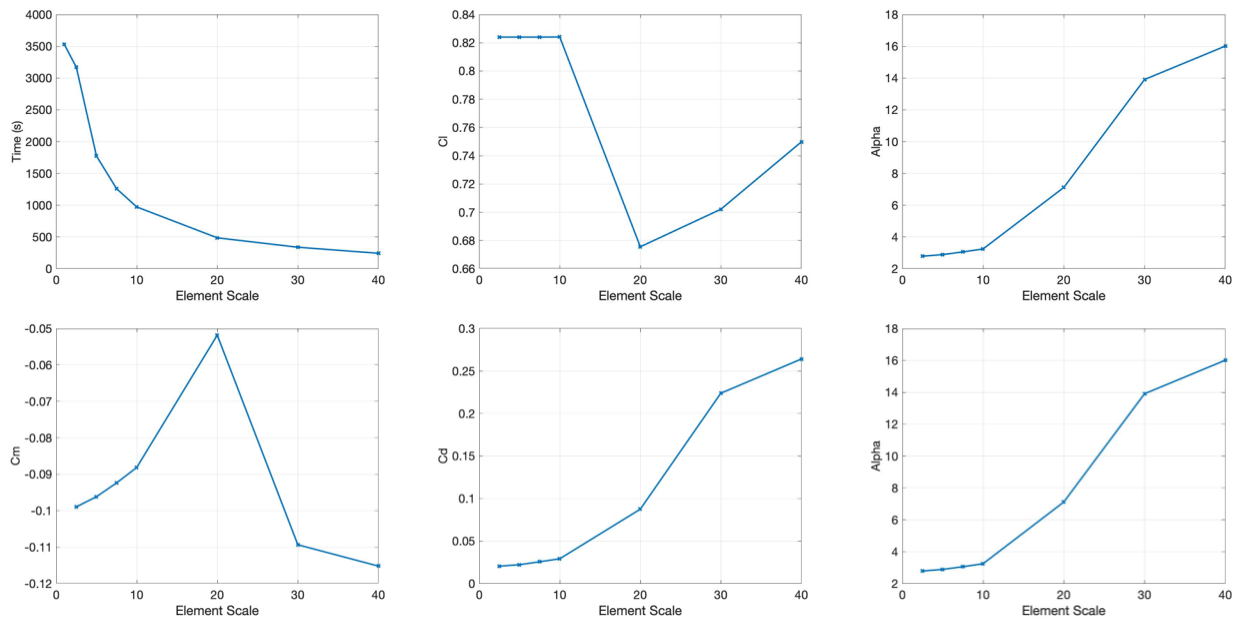 4000
3500
3000
2500
2000
1500
1000
500
0
Time (s)
0 10 20 30 40
Element Scale
0.84
0.82
0.8
0.78
0.76
0.74
0.72
0.7
0.68
0.66
Cl
0 10 20 30 40
Element Scale
18
16
14
12
10
8
6
4
2
Alpha
0 10 20 30 40
Element Scale
-0.05
-0.06
-0.07
-0.08
-0.09
-0.1
-0.11
-0.12
Cm
0 10 20 30 40
Element Scale
0.3
0.25
0.2
0.15
0.1
0.05
0
Cd
0 10 20 30 40
Element Scale
18
16
14
12
10
8
6
4
2
Alpha
0 10 20 30 40
Element Scale